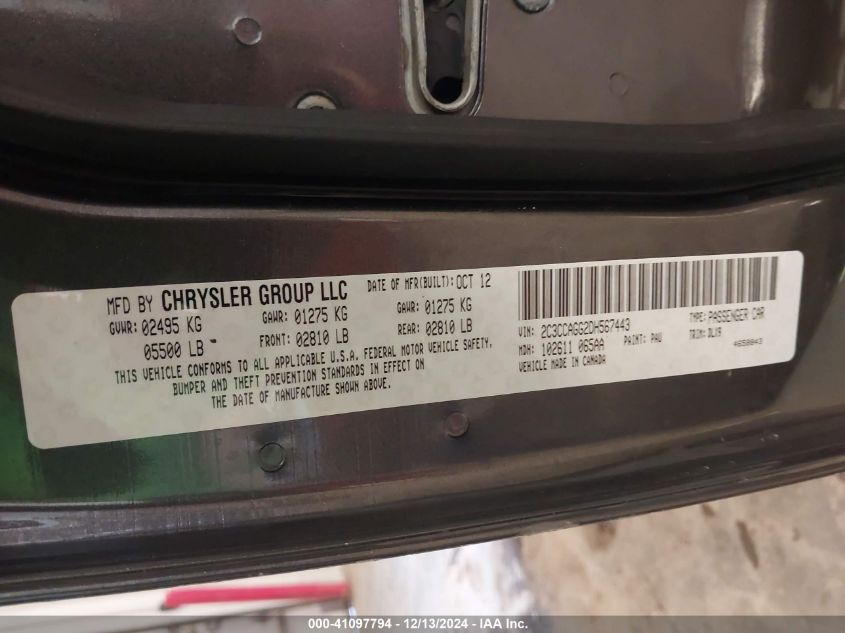 MFD BY CHRYSLER GROUP LLC DATE OF MFR(BUILT): OCT 12
GVWR: 02495 KG GAWR: 01275 KG GAWR: 01275 KG
05500 LB FRONT: 02810 LB REAR: 02810 LB
THIS VEHICLE CONFORMS TO ALL APPLICABLE U.S.A. FEDERAL MOTOR VEHICLE SAFETY,
BUMPER AND THEFT PREVENTION STANDARDS IN EFFECT ON
THE DATE OF MANUFACTURE SHOWN ABOVE.
VIN: 2C3CCAGG2DH567443 TYPE: PASSENGER CAR
MDH: 102611 065AA PAINT: PAU TRIM: DLX9
VEHICLE MADE IN CANADA 4658843
000-41097794 - 12/13/2024 - IAA Inc.